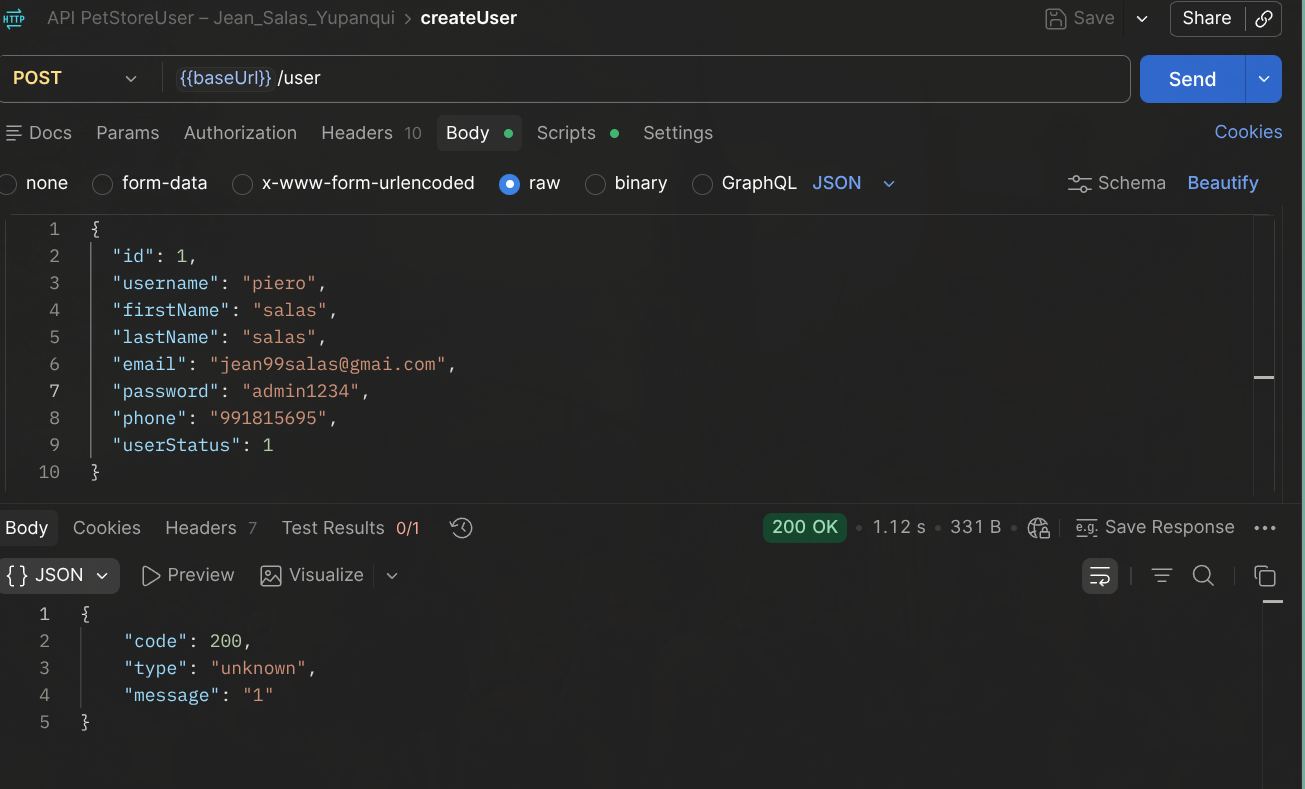 HTTP API PetStoreUser – Jean_Salas_Yupanqui > createUser Save Share
POST {{baseUrl}} /user Send
Docs Params Authorization Headers 10 Body Scripts Settings Cookies
none form-data x-www-form-urlencoded raw binary GraphQL JSON Schema Beautify
1 {
2 "id": 1,
3 "username": "piero",
4 "firstName": "salas",
5 "lastName": "salas",
6 "email": "jean99salas@gmai.com",
7 "password": "admin1234",
8 "phone": "991815695",
9 "userStatus": 1
10 }
Body Cookies Headers 7 Test Results 0/1 200 OK • 1.12 s • 331 B • e.g. Save Response
{} JSON Preview Visualize
1 {
2 "code": 200,
3 "type": "unknown",
4 "message": "1"
5 }